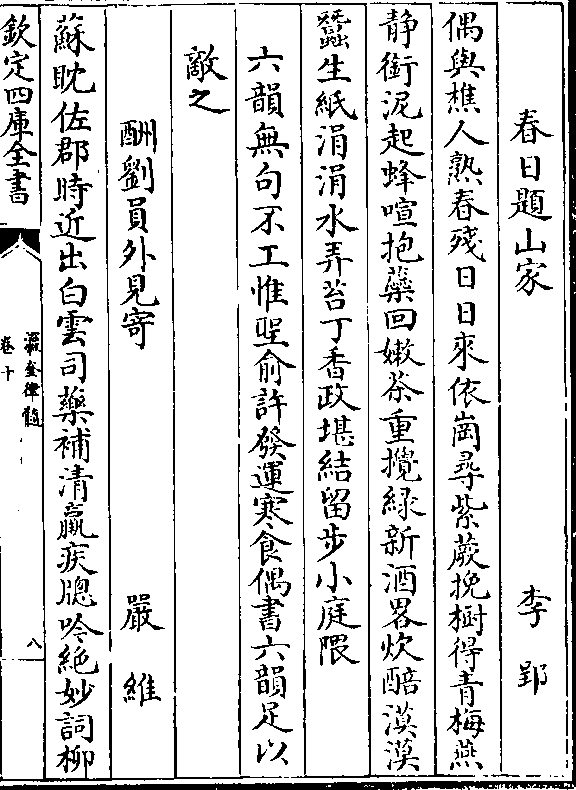 春日題山家　李郢
偶與樵人熟春殘日日來依崗尋紫蕨挽樹得青梅燕
静銜泥起蜂喧抱蘂回嫩茶重攪緑新酒畧炊醅漠漠
蠶生紙涓涓水弄苔丁香政堪結留步小庭隈
六韻無句不工惟聖俞許發運寒食偶書六韻足以
敵之
酬劉員外見寄　嚴維
蘇耽佐郡時近出白雲司藥補清羸疾牕吟絶妙詞柳
欽定四庫全書
瀛奎律髓
卷十
八